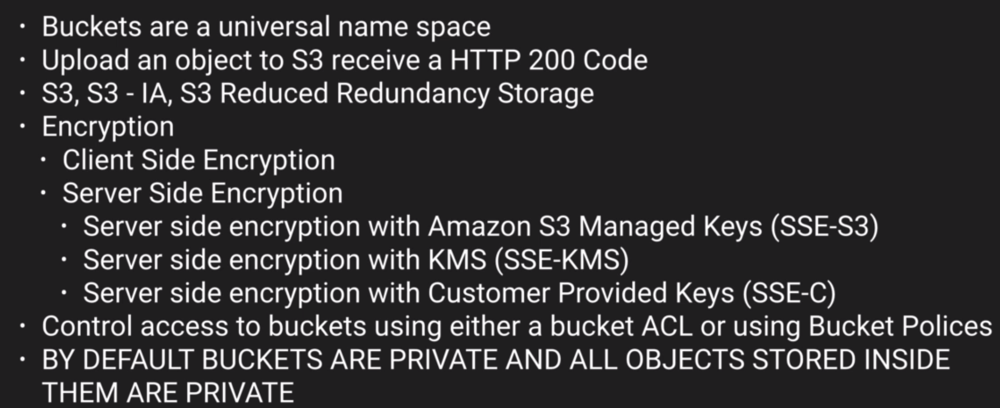 • Buckets are a universal name space
• Upload an object to S3 receive a HTTP 200 Code
• S3, S3 - IA, S3 Reduced Redundancy Storage
• Encryption
• Client Side Encryption
• Server Side Encryption
• Server side encryption with Amazon S3 Managed Keys (SSE-S3)
• Server side encryption with KMS (SSE-KMS)
• Server side encryption with Customer Provided Keys (SSE-C)
• Control access to buckets using either a bucket ACL or using Bucket Polices
• BY DEFAULT BUCKETS ARE PRIVATE AND ALL OBJECTS STORED INSIDE
THEM ARE PRIVATE